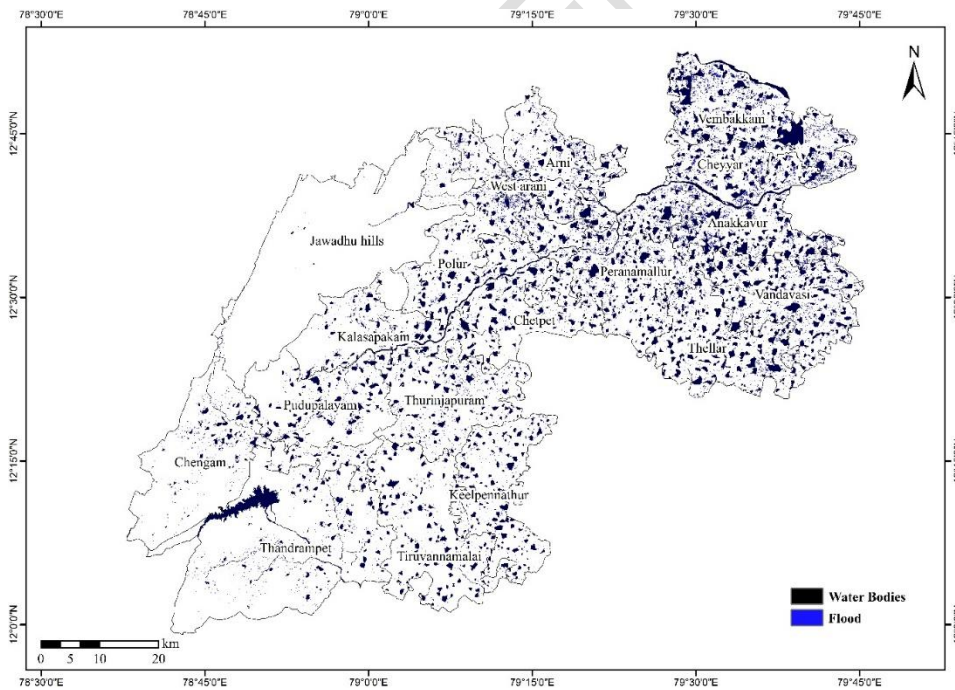 78°30'0"E 78°45'0"E 79°0'0"E 79°15'0"E 79°30'0"E 79°45'0"E
N
12°45'0"N
12°30'0"N
12°15'0"N
12°0'0"N
Vembakkam
Cheyyar
Arni
West arani
Anakkavur
Jawadhu hills
Polur
Peranamallur
Vandavasi
Chetpet
Kalasapakam
Thellar
Pudupalayam
Thurinjapuram
Chengam
Keelpennathur
Thandrampet
Tiruvannamalai
Water Bodies
Flood
km
0 5 10 20
78°30'0"E 78°45'0"E 79°0'0"E 79°15'0"E 79°30'0"E 79°45'0"E